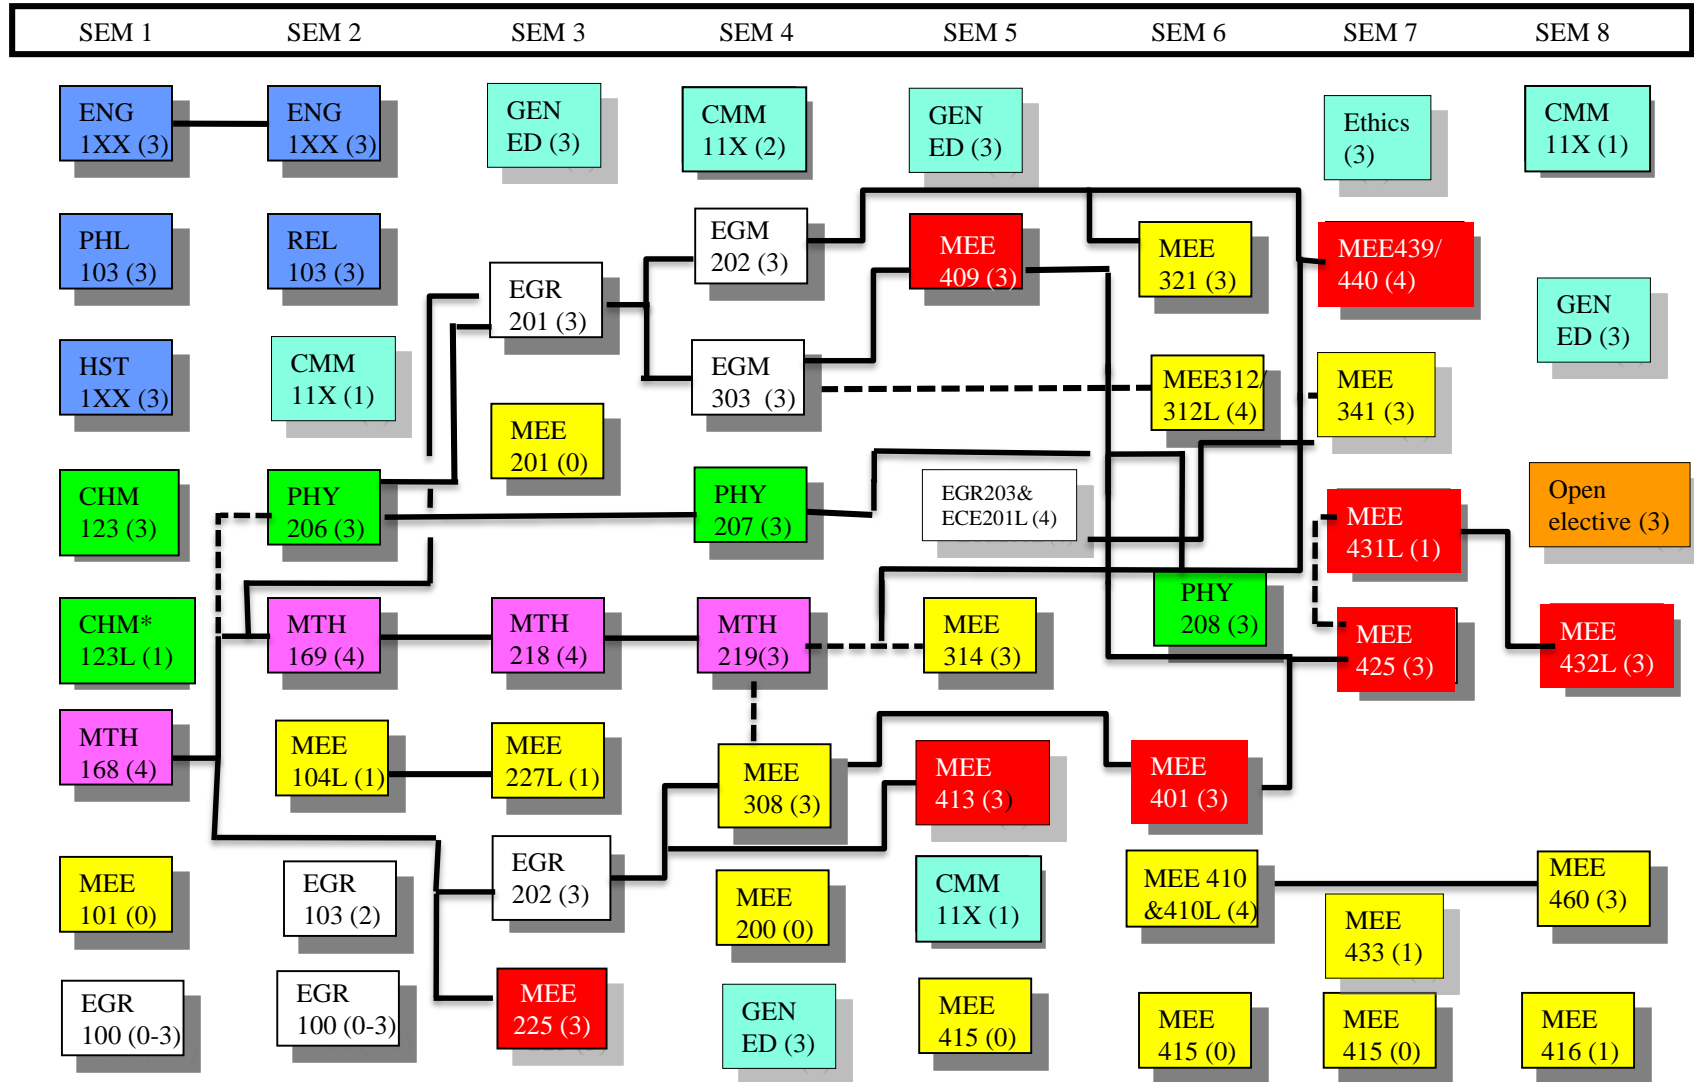 SEM 1
SEM 2
SEM 3
SEM 4
SEM 5
SEM 6
SEM 7
SEM 8
ENG
1XX (3)
PHL
103 (3)
HST
1XX (3)
CHM
123 (3)
CHM*
123L (1)
MTH
168 (4)
MEE
101 (0)
EGR
100 (0-3)
ENG
1XX (3)
REL
103 (3)
CMM
11X (1)
PHY
206 (3)
MTH
169 (4)
MEE
104L (1)
EGR
103 (2)
EGR
100 (0-3)
GEN
ED (3)
EGR
201 (3)
MEE
201 (0)
MTH
218 (4)
MEE
227L (1)
EGR
202 (3)
MEE
225 (3)
CMM
11X (2)
EGM
202 (3)
EGM
303 (3)
PHY
207 (3)
MTH
219(3)
MEE
308 (3)
MEE
200 (0)
GEN
ED (3)
GEN
ED (3)
MEE
409 (3)
EGR203&
ECE201L (4)
MEE
314 (3)
MEE
413 (3)
CMM
11X (1)
MEE
415 (0)
MEE
321 (3)
MEE312/
312L (4)
PHY
208 (3)
MEE
401 (3)
MEE 410
&410L (4)
MEE
415 (0)
Ethics
(3)
MEE439/
440 (4)
MEE
341 (3)
MEE
431L (1)
MEE
425 (3)
MEE
433 (1)
MEE
415 (0)
CMM
11X (1)
GEN
ED (3)
Open
elective (3)
MEE
432L (3)
MEE
460 (3)
MEE
416 (1)